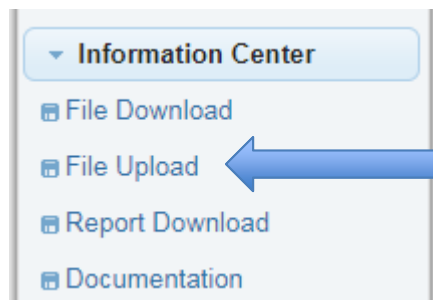 Information Center
File Download
File Upload
Report Download
Documentation